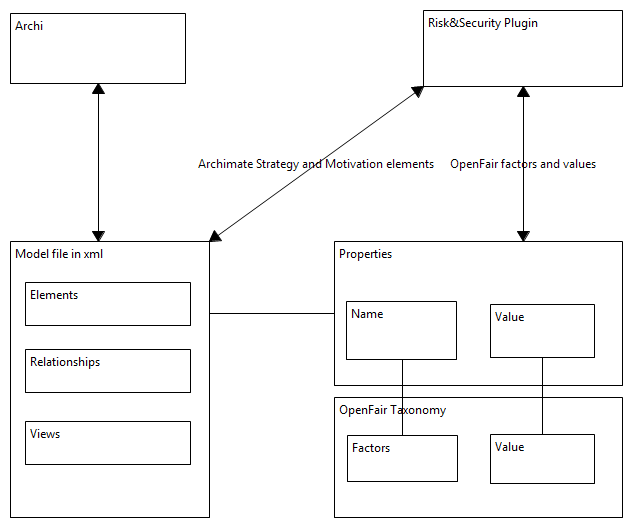 Archi
Risk&Security Plugin
Archimate Strategy and Motivation elements
OpenFair factors and values
Model file in xml
Elements
Relationships
Views
Properties
Name
Value
OpenFair Taxonomy
Factors
Value